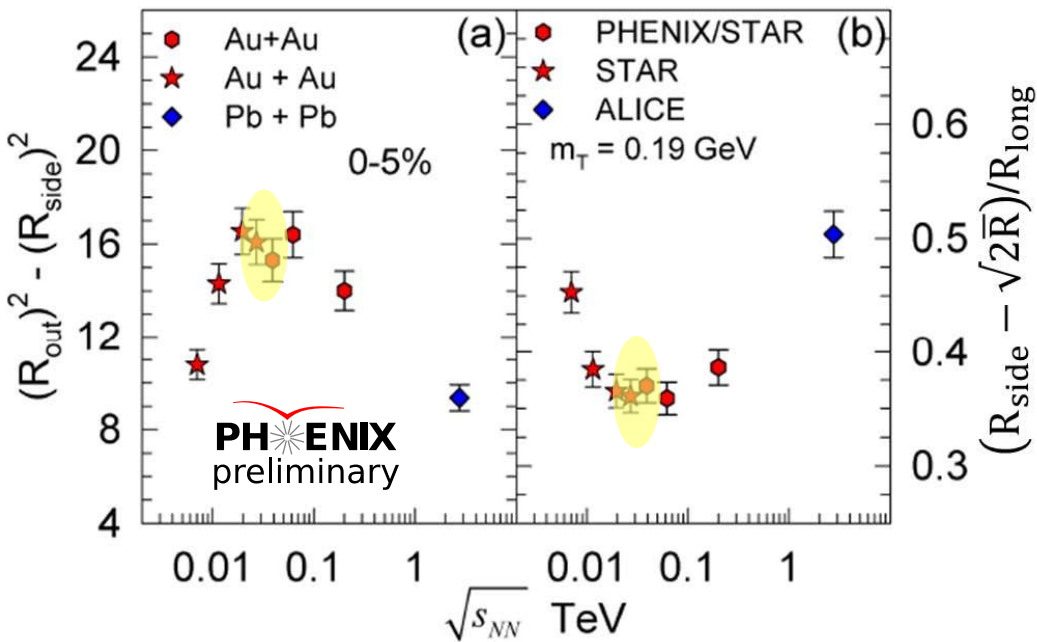 (a)
Au+Au
Au + Au
Pb + Pb
0-5%
24
20
16
12
8
4
(R_out)^2 - (R_side)^2
PHENIX
preliminary
0.01 0.1 1
(b)
PHENIX/STAR
STAR
ALICE
m_T = 0.19 GeV
0.6
0.5
0.4
0.3
(R_side − √2R̅)/R_long
0.01 0.1 1
√s_NN TeV